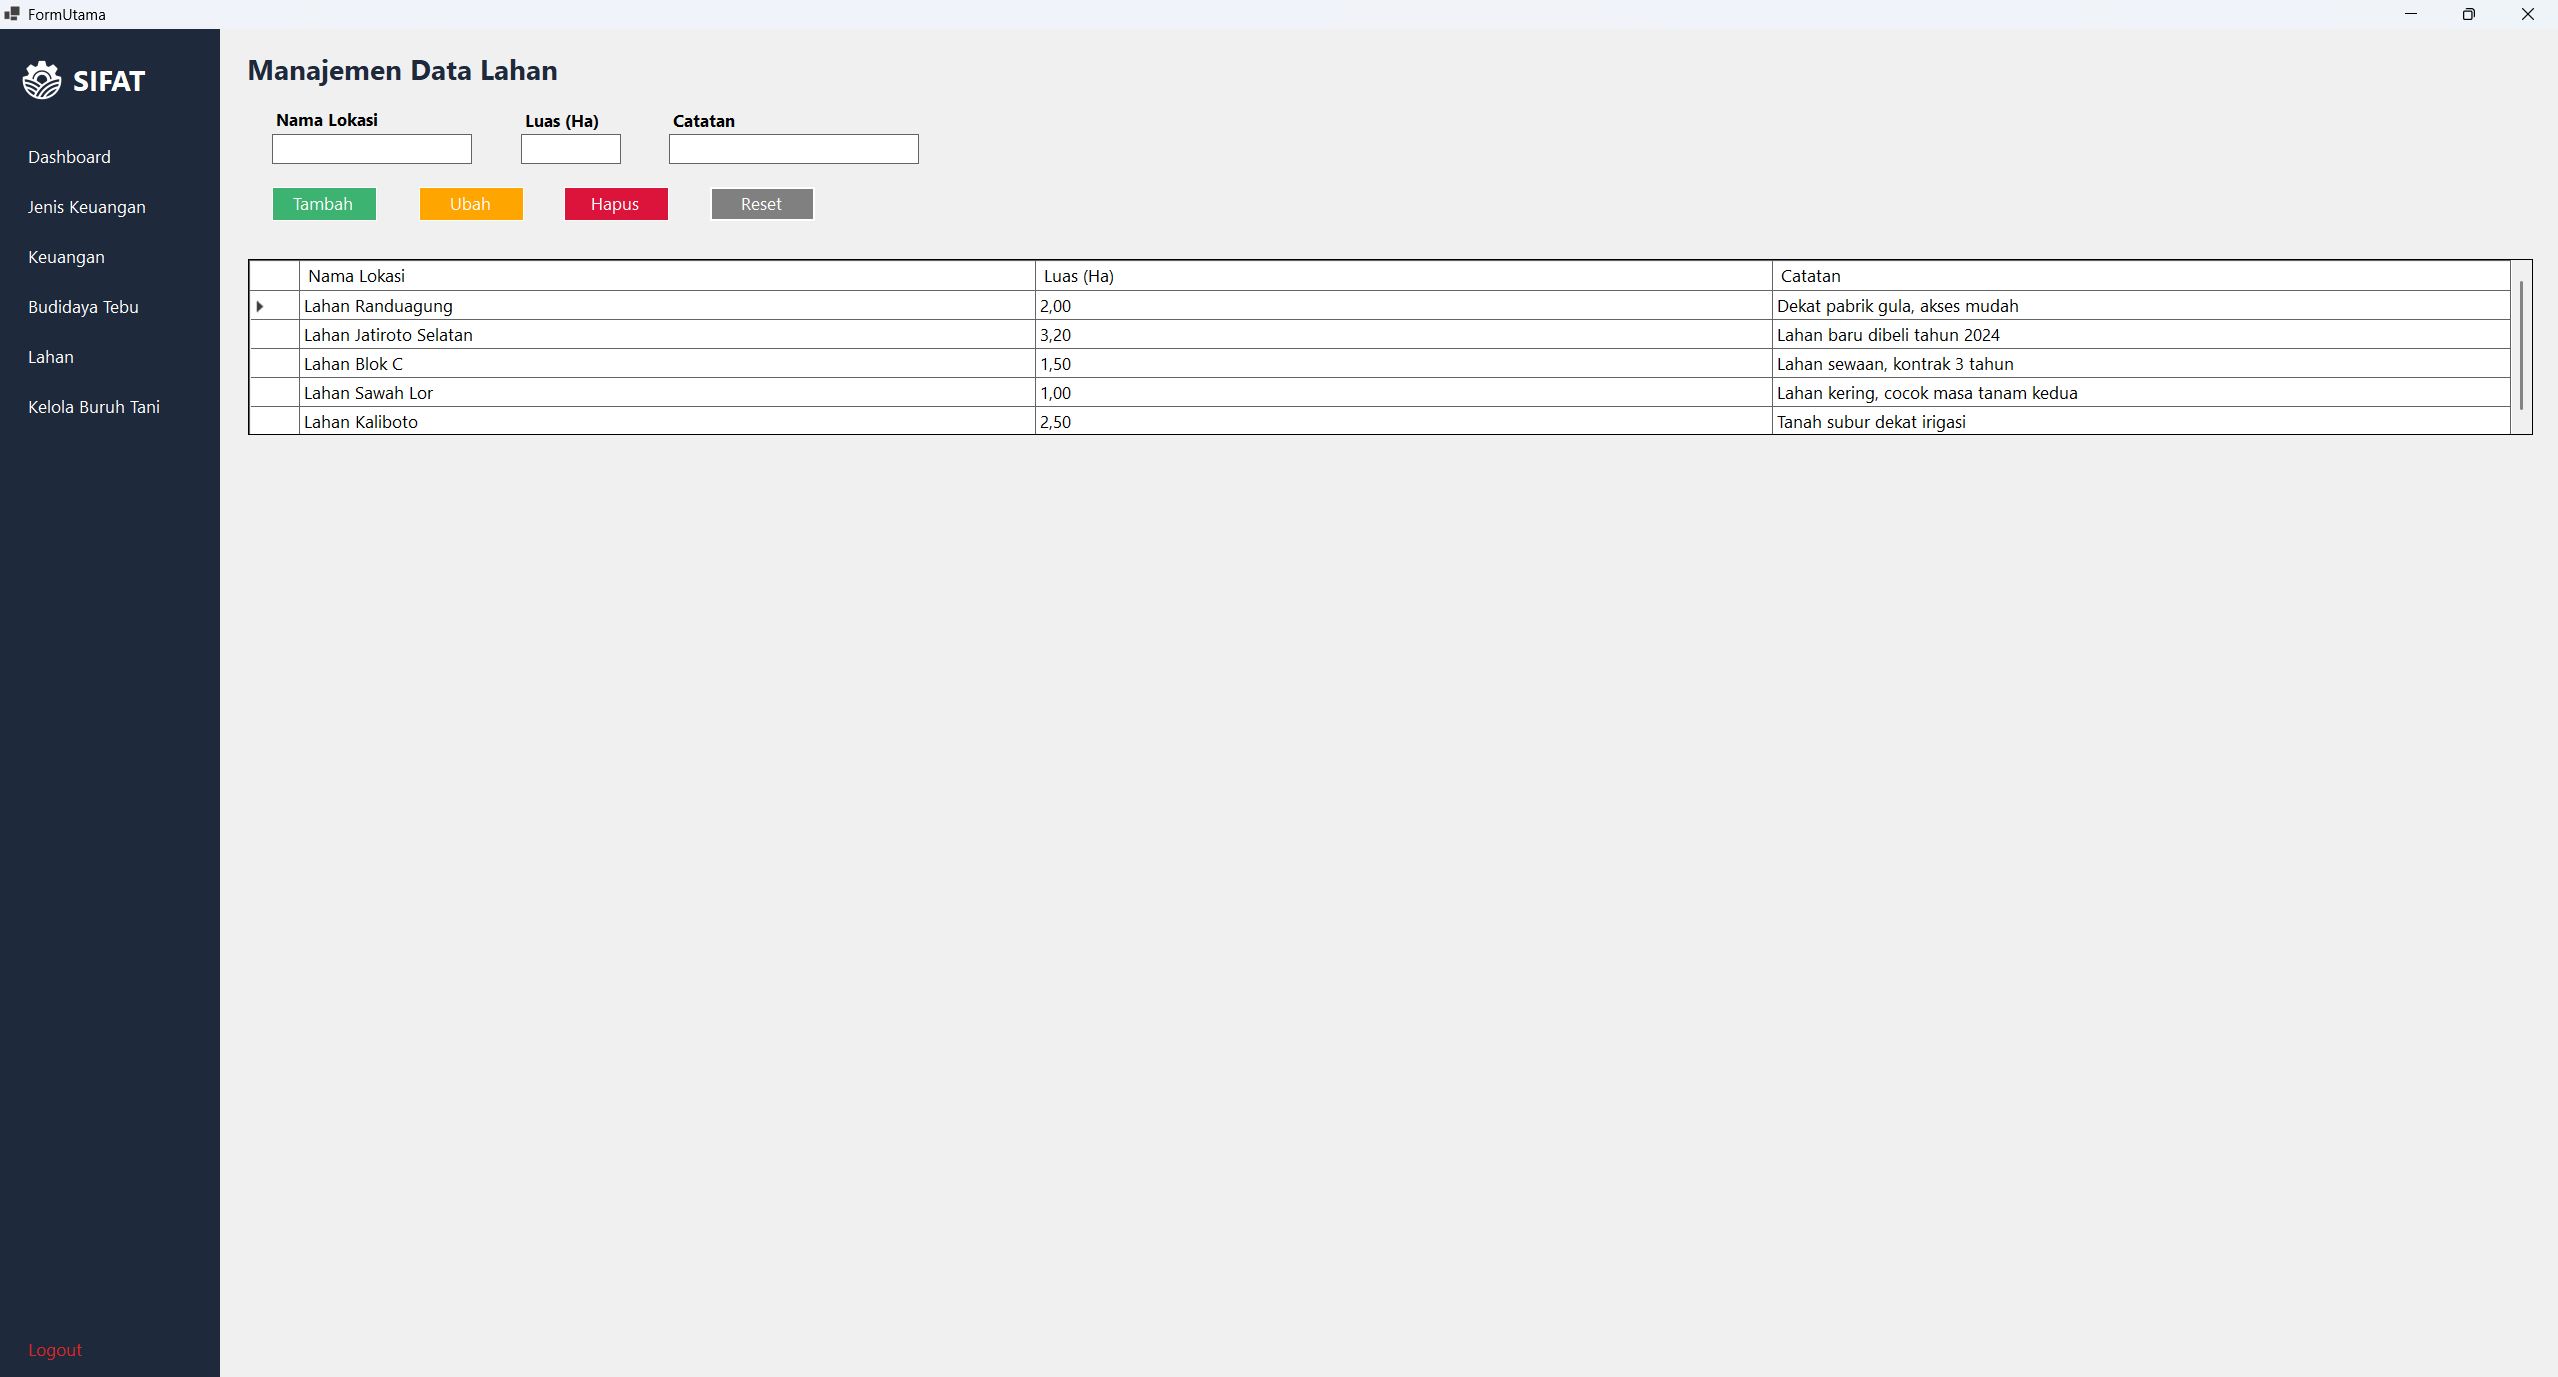 FormUtama
SIFAT
Dashboard
Jenis Keuangan
Keuangan
Budidaya Tebu
Lahan
Kelola Buruh Tani
Logout
Manajemen Data Lahan
Nama Lokasi Luas (Ha) Catatan
Tambah Ubah Hapus Reset
Nama Lokasi Luas (Ha) Catatan
Lahan Randuagung 2,00 Dekat pabrik gula, akses mudah
Lahan Jatiroto Selatan 3,20 Lahan baru dibeli tahun 2024
Lahan Blok C 1,50 Lahan sewaan, kontrak 3 tahun
Lahan Sawah Lor 1,00 Lahan kering, cocok masa tanam kedua
Lahan Kaliboto 2,50 Tanah subur dekat irigasi